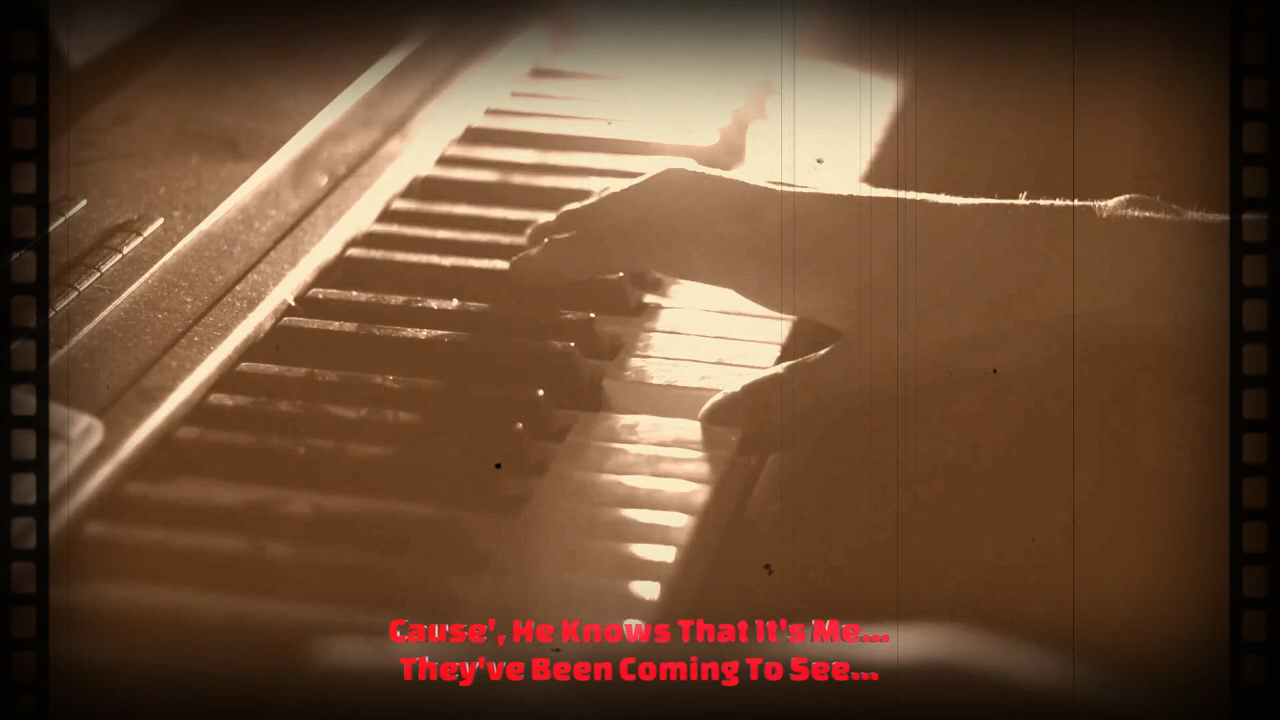 Cause', He Knows That It's Me...
They've Been Coming To See...